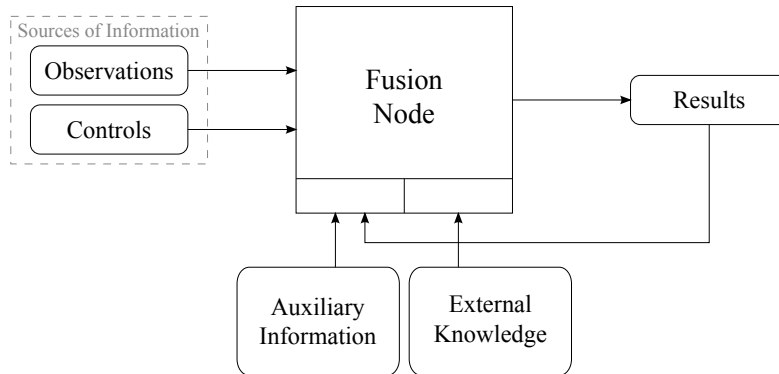 Sources of Information
Observations
Controls
Fusion
Node
Results
Auxiliary
Information
External
Knowledge